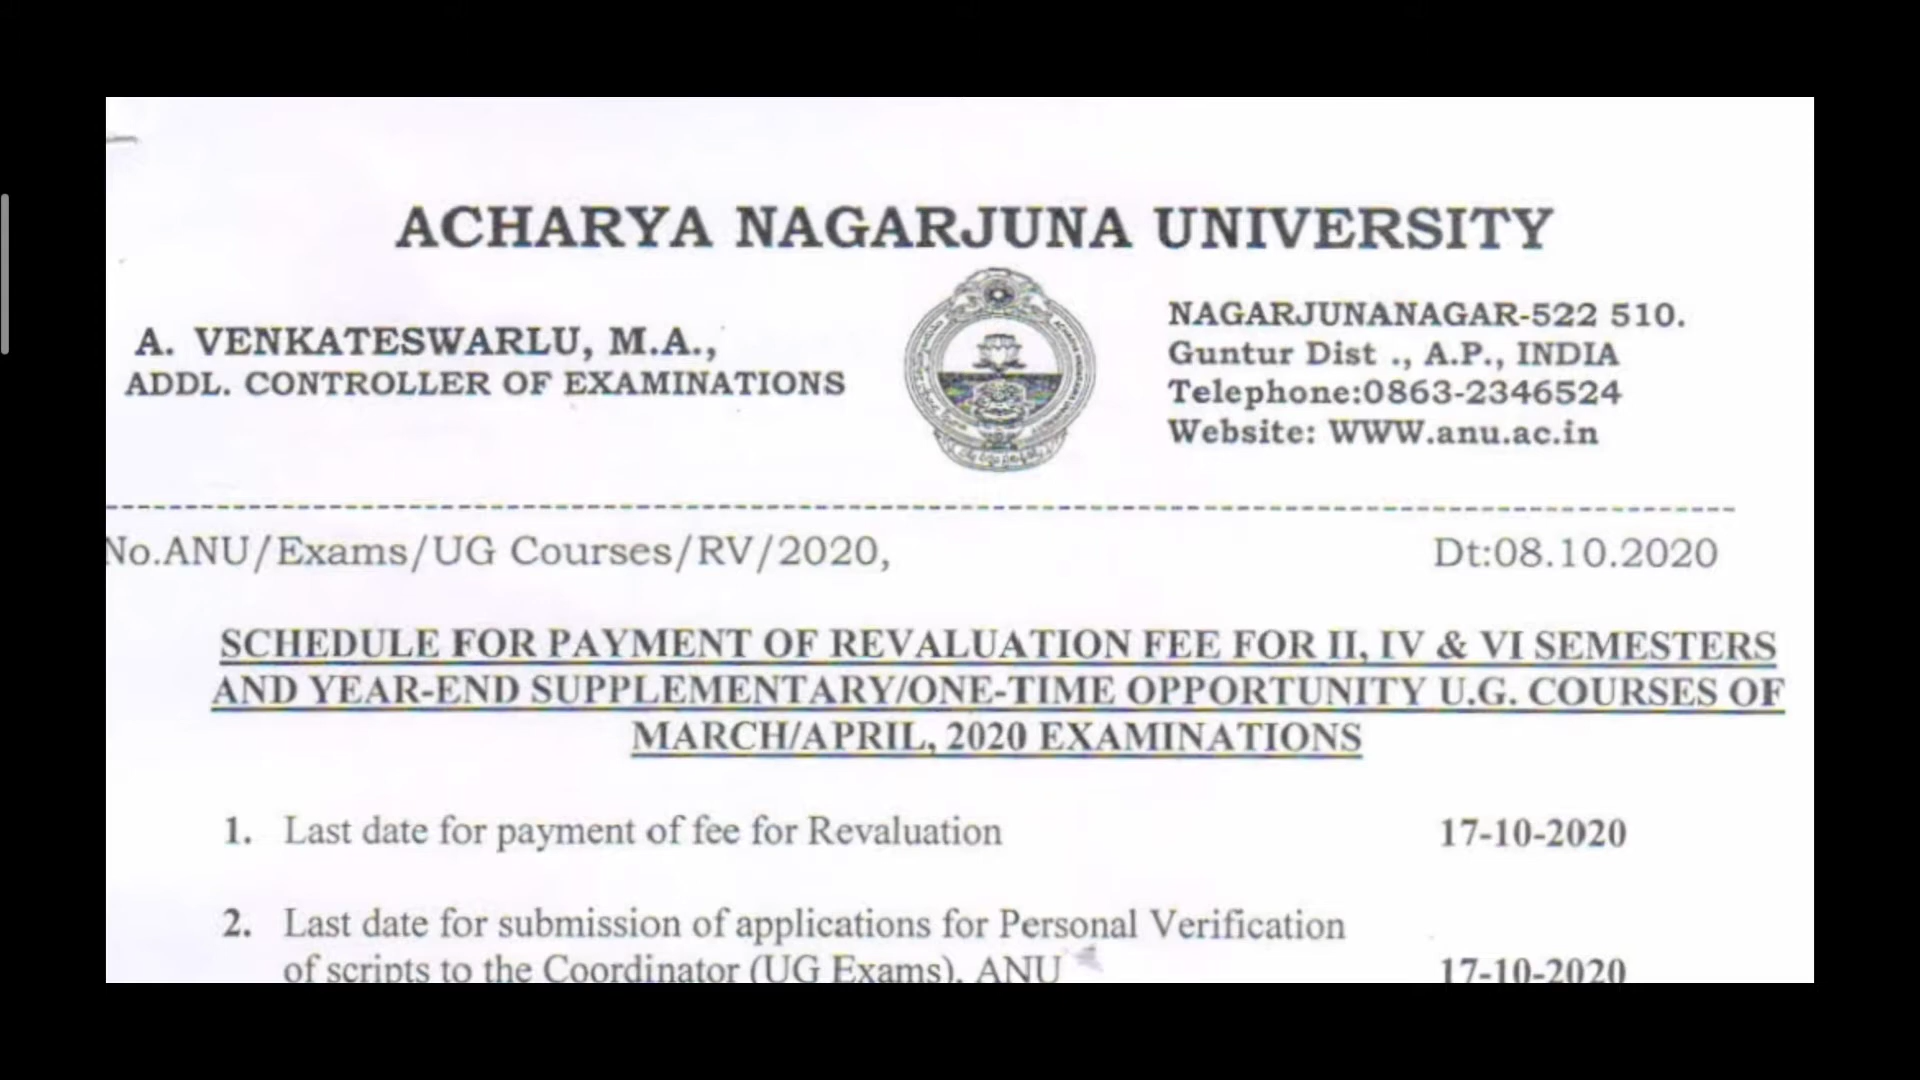 ACHARYA NAGARJUNA UNIVERSITY
A. VENKATESWARLU, M.A.,
ADDL. CONTROLLER OF EXAMINATIONS
NAGARJUNANAGAR-522 510.
Guntur Dist ., A.P., INDIA
Telephone:0863-2346524
Website: WWW.anu.ac.in
No.ANU/Exams/UG Courses/RV/2020,
Dt:08.10.2020
SCHEDULE FOR PAYMENT OF REVALUATION FEE FOR II, IV & VI SEMESTERS
AND YEAR-END SUPPLEMENTARY/ONE-TIME OPPORTUNITY U.G. COURSES OF
MARCH/APRIL, 2020 EXAMINATIONS
1. Last date for payment of fee for Revaluation 17-10-2020
2. Last date for submission of applications for Personal Verification
of scripts to the Coordinator (UG Exams), ANU 17-10-2020